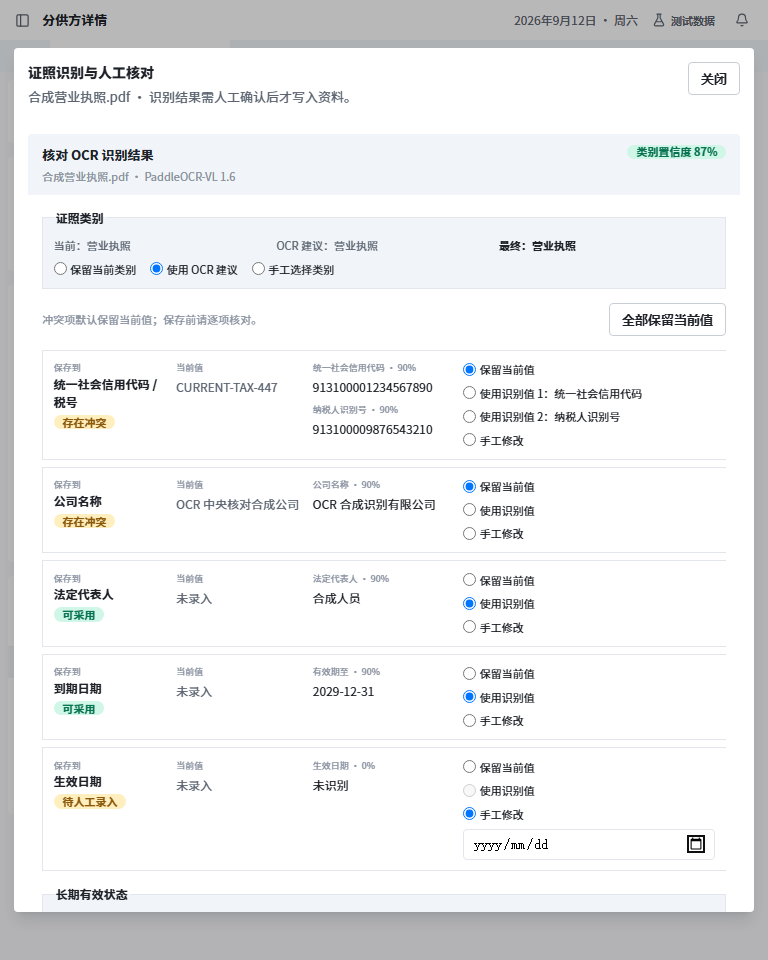 分供方详情
2026年9月12日 • 周六
测试数据
证照识别与人工核对
关闭
合成营业执照.pdf • 识别结果需人工确认后才写入资料。
核对 OCR 识别结果
类别置信度 87%
合成营业执照.pdf • PaddleOCR-VL 1.6
证照类别
当前：营业执照
OCR 建议：营业执照
最终：营业执照
保留当前类别
使用 OCR 建议
手工选择类别
冲突项默认保留当前值；保存前请逐项核对。
全部保留当前值
保存到
统一社会信用代码 /
税号
存在冲突
当前值
CURRENT-TAX-447
统一社会信用代码 • 90%
913100001234567890
纳税人识别号 • 90%
913100009876543210
保留当前值
使用识别值 1：统一社会信用代码
使用识别值 2：纳税人识别号
手工修改
保存到
公司名称
存在冲突
当前值
OCR 中央核对合成公司
公司名称 • 90%
OCR 合成识别有限公司
保留当前值
使用识别值
手工修改
保存到
法定代表人
可采用
当前值
未录入
法定代表人 • 90%
合成人员
保留当前值
使用识别值
手工修改
保存到
到期日期
可采用
当前值
未录入
有效期至 • 90%
2029-12-31
保留当前值
使用识别值
手工修改
保存到
生效日期
待人工录入
当前值
未录入
生效日期 • 0%
未识别
保留当前值
使用识别值
手工修改
yyyy/mm/dd
长期有效状态